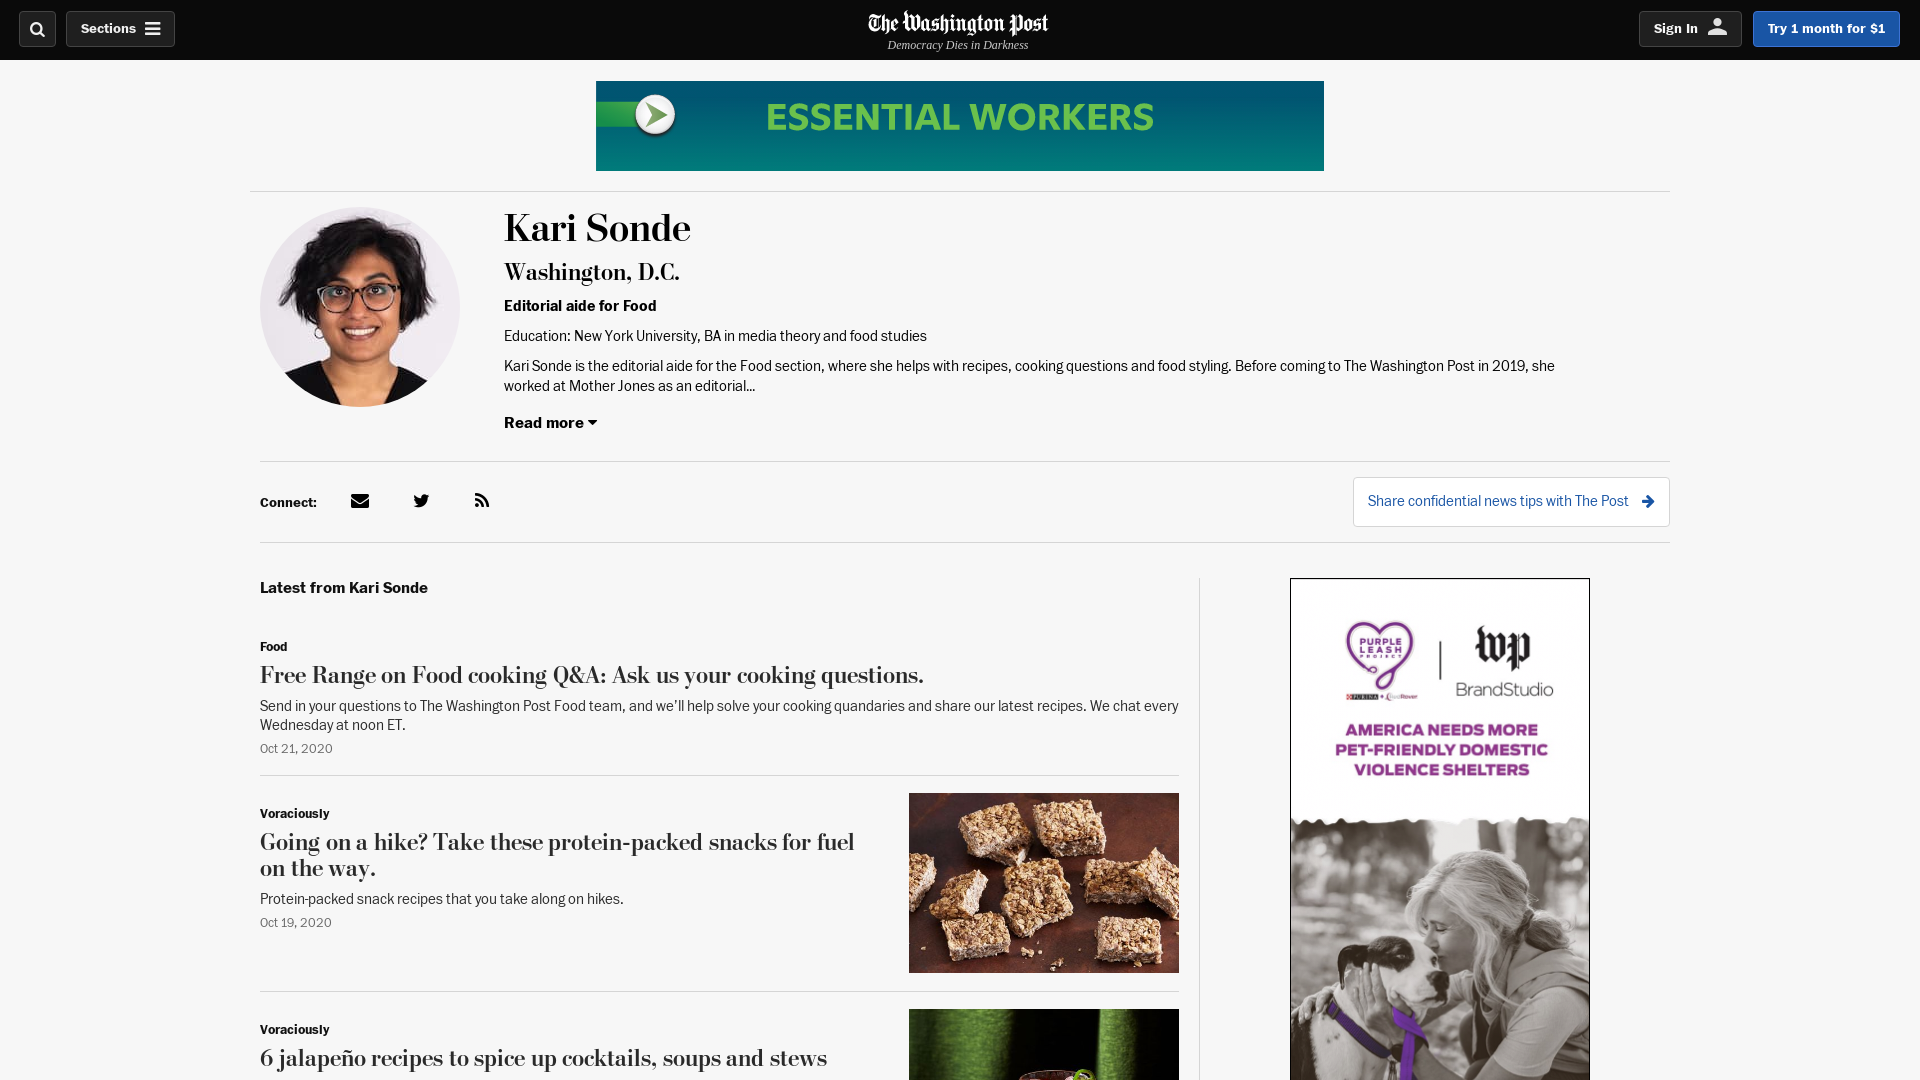 Sections
The Washington Post
Democracy Dies in Darkness
Sign In
Try 1 month for $1
ESSENTIAL WORKERS
Kari Sonde
Washington, D.C.
Editorial aide for Food
Education: New York University, BA in media theory and food studies
Kari Sonde is the editorial aide for the Food section, where she helps with recipes, cooking questions and food styling. Before coming to The Washington Post in 2019, she
worked at Mother Jones as an editorial...
Read more
Connect:
Share confidential news tips with The Post
Latest from Kari Sonde
Food
Free Range on Food cooking Q&A: Ask us your cooking questions.
Send in your questions to The Washington Post Food team, and we’ll help solve your cooking quandaries and share our latest recipes. We chat every
Wednesday at noon ET.
Oct 21, 2020
Voraciously
Going on a hike? Take these protein-packed snacks for fuel
on the way.
Protein-packed snack recipes that you take along on hikes.
Oct 19, 2020
Voraciously
6 jalapeño recipes to spice up cocktails, soups and stews
PURPLE
LEASH
PROJECT
PURINA +
wp
BrandStudio
AMERICA NEEDS MORE
PET-FRIENDLY DOMESTIC
VIOLENCE SHELTERS